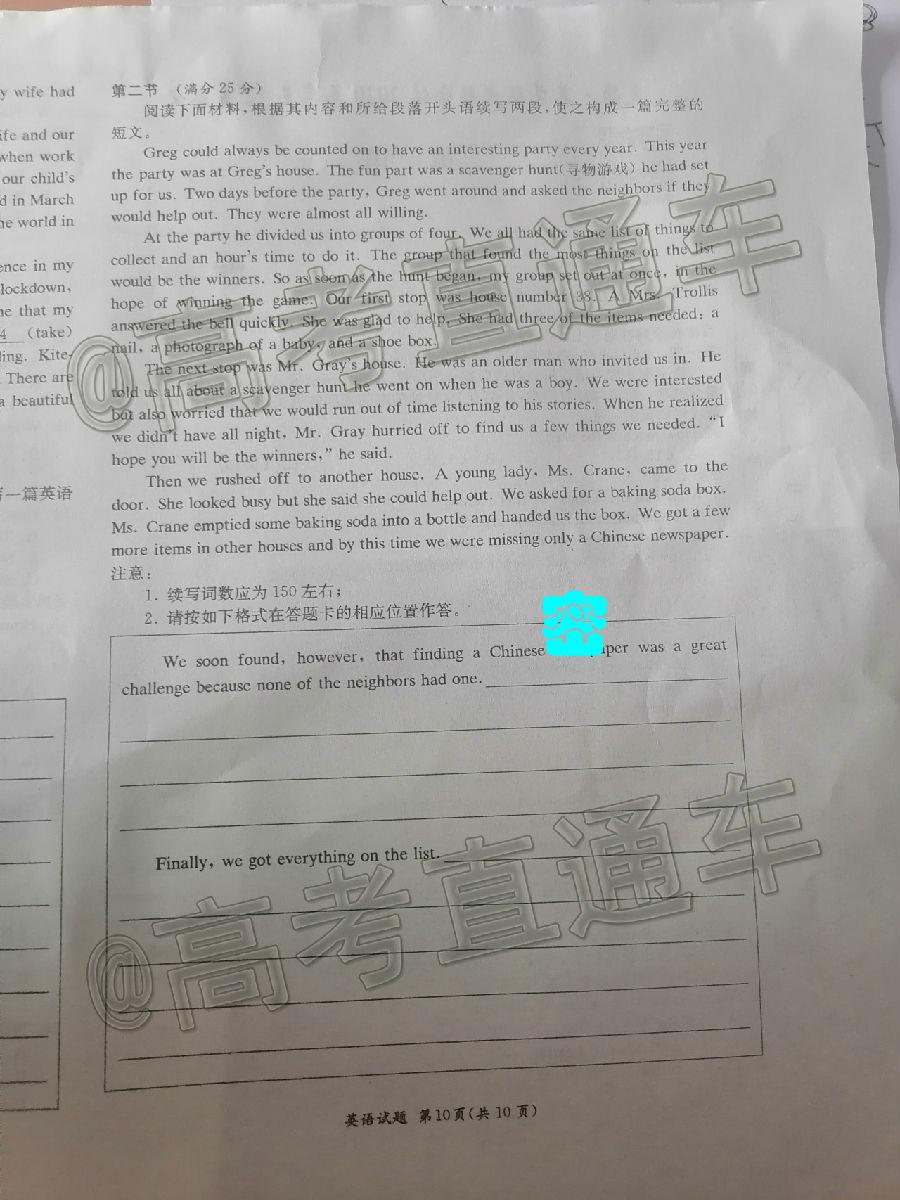 y wife had
ife and our
when work
our child's
d in March
he world in
ence in my
lockdown,
he that my
4 (take)
ling. Kite-
There are
a beautiful
写一篇英语
第二节 (满分25分)
阅读下面材料,根据其内容和所给段落开头语续写两段,使之构成一篇完整的
短文。
Greg could always be counted on to have an interesting party every year. This year
the party was at Greg's house. The fun part was a scavenger hunt(寻物游戏) he had set
up for us. Two days before the party, Greg went around and asked the neighbors if they
would help out. They were almost all willing.
At the party he divided us into groups of four. We all had the same list of things to
collect and an hour's time to do it. The group that found the most things on the list
would be the winners. So as soon as the hunt began, my group set out at once, in the
hope of winning the game. Our first stop was house number 38. A Mrs. Trollis
answered the bell quickly. She was glad to help. She had three of the items needed: a
nail, a photograph of a baby, and a shoe box.
The next stop was Mr. Gray's house. He was an older man who invited us in. He
told us all about a scavenger hunt he went on when he was a boy. We were interested
but also worried that we would run out of time listening to his stories. When he realized
we didn't have all night, Mr. Gray hurried off to find us a few things we needed. “I
hope you will be the winners,” he said.
Then we rushed off to another house. A young lady, Ms. Crane, came to the
door. She looked busy but she said she could help out. We asked for a baking soda box.
Ms. Crane emptied some baking soda into a bottle and handed us the box. We got a few
more items in other houses and by this time we were missing only a Chinese newspaper.
注意:
1. 续写词数应为150左右;
2. 请按如下格式在答题卡的相应位置作答。
We soon found, however, that finding a Chinese paper was a great
challenge because none of the neighbors had one.
Finally, we got everything on the list.
英语试题 第10页(共10页)
@高考直通车
@高考直通车